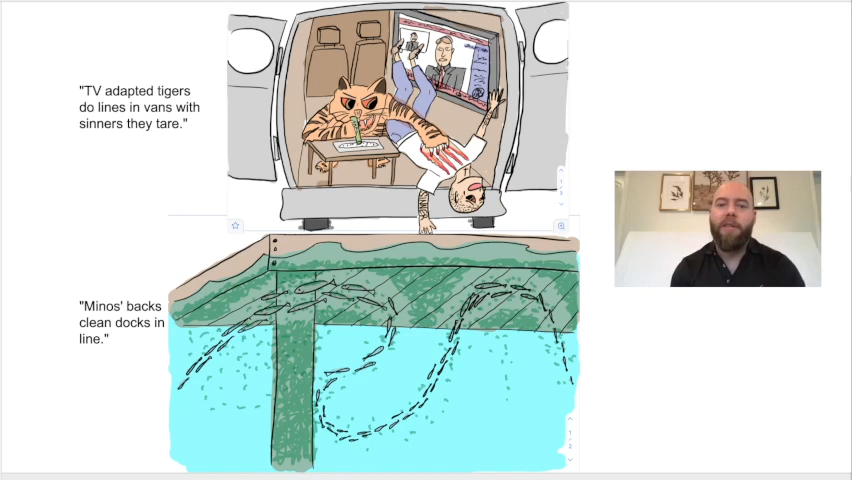 "TV adapted tigers
do lines in vans with
sinners they tare."
"Minos' backs
clean docks in
line."